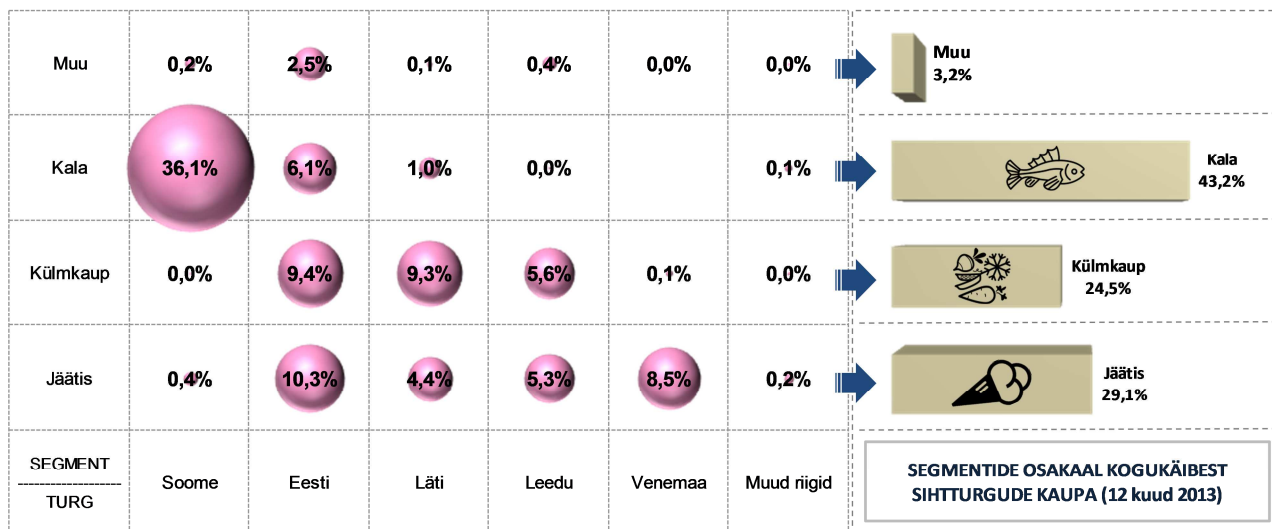 Muu 0,2% 2,5% 0,1% 0,4% 0,0% 0,0% Muu
3,2%
Kala 36,1% 6,1% 1,0% 0,0% 0,1% Kala
43,2%
Külmkaup 0,0% 9,4% 9,3% 5,6% 0,1% 0,0% Külmkaup
24,5%
Jäätis 0,4% 10,3% 4,4% 5,3% 8,5% 0,2% Jäätis
29,1%
SEGMENT
TURG
Soome Eesti Läti Leedu Venemaa Muud riigid
SEGMENTIDE OSAKAAL KOGUKÄIBEST
SIHTTURGUDE KAUPA (12 kuud 2013)